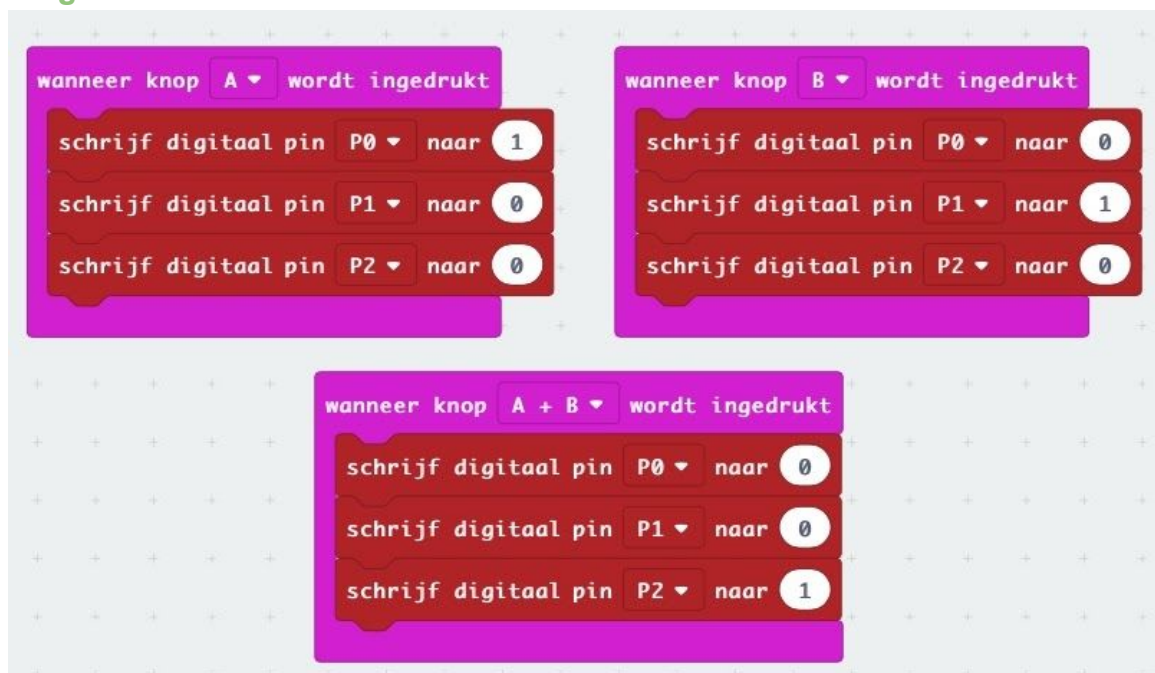 wanneer knop A wordt ingedrukt
schrijf digitaal pin P0 naar 1
schrijf digitaal pin P1 naar 0
schrijf digitaal pin P2 naar 0
wanneer knop B wordt ingedrukt
schrijf digitaal pin P0 naar 0
schrijf digitaal pin P1 naar 1
schrijf digitaal pin P2 naar 0
wanneer knop A + B wordt ingedrukt
schrijf digitaal pin P0 naar 0
schrijf digitaal pin P1 naar 0
schrijf digitaal pin P2 naar 1